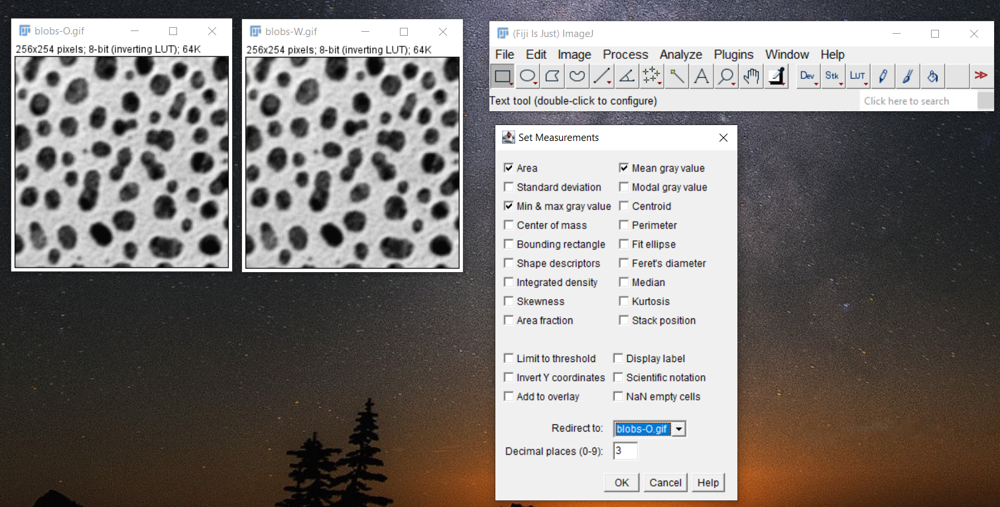 blobs-O.gif
256x254 pixels; 8-bit (inverting LUT); 64K
blobs-W.gif
256x254 pixels; 8-bit (inverting LUT); 64K
(Fiji Is Just) ImageJ
File Edit Image Process Analyze Plugins Window Help
Dev Stk LUT
Text tool (double-click to configure)
Click here to search
Set Measurements
Area Mean gray value
Standard deviation Modal gray value
Min & max gray value Centroid
Center of mass Perimeter
Bounding rectangle Fit ellipse
Shape descriptors Feret's diameter
Integrated density Median
Skewness Kurtosis
Area fraction Stack position
Limit to threshold Display label
Invert Y coordinates Scientific notation
Add to overlay NaN empty cells
Redirect to: blobs-O.gif
Decimal places (0-9): 3
OK Cancel Help